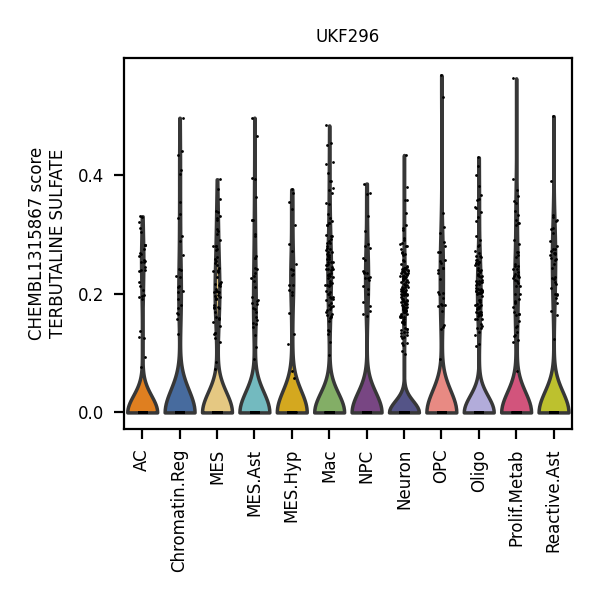 UKF296
CHEMBL1315867 score
TERBUTALINE SULFATE
0.4
0.2
0.0
AC
Chromatin.Reg
MES
MES.Ast
MES.Hyp
Mac
NPC
Neuron
OPC
Oligo
Prolif.Metab
Reactive.Ast